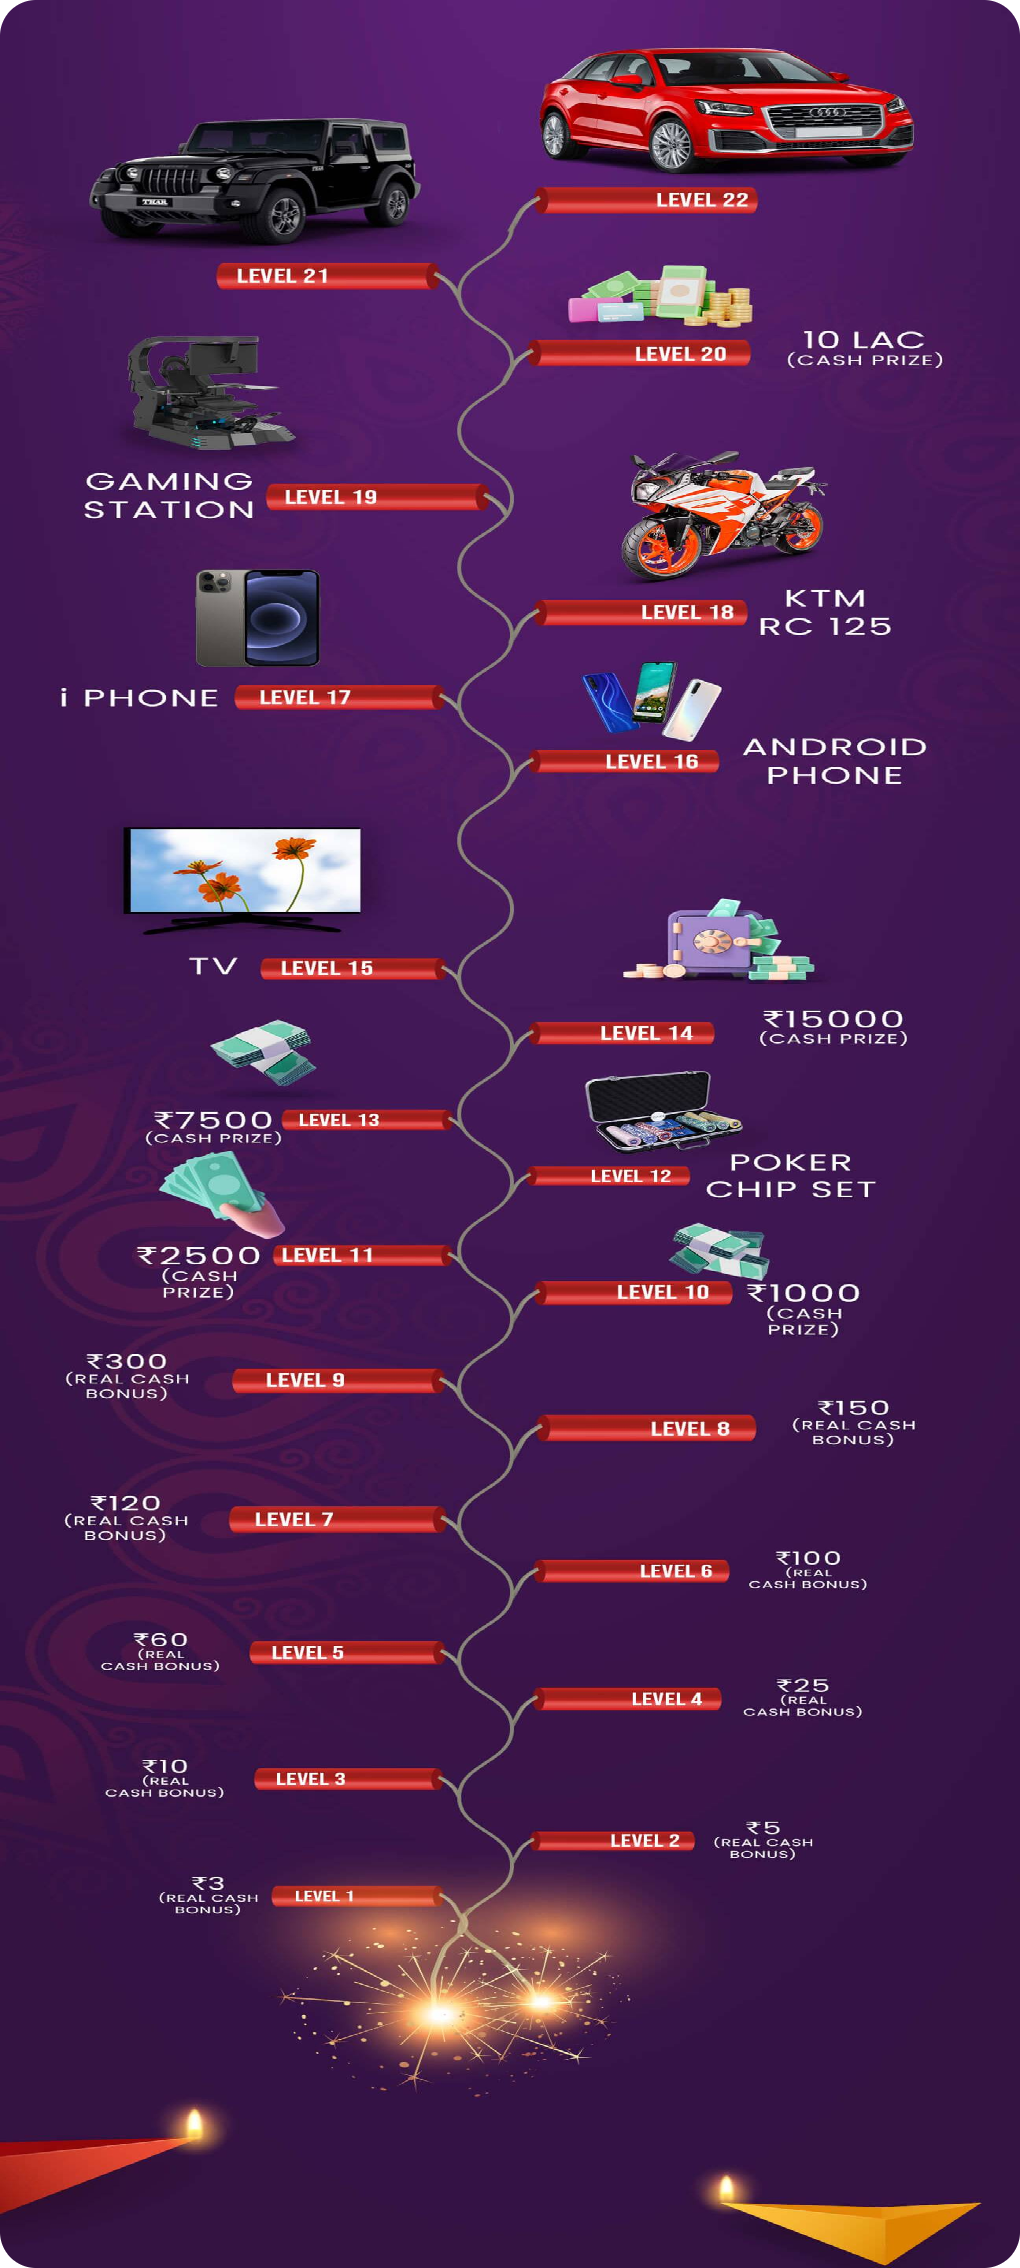 LEVEL 22
THAR
LEVEL 21
10 LAC
(CASH PRIZE)
LEVEL 20
GAMING
STATION
LEVEL 19
KTM
RC 125
LEVEL 18
i PHONE
LEVEL 17
ANDROID
PHONE
LEVEL 16
TV
LEVEL 15
₹15000
(CASH PRIZE)
LEVEL 14
₹7500
(CASH PRIZE)
LEVEL 13
POKER
CHIP SET
LEVEL 12
₹2500
(CASH
PRIZE)
LEVEL 11
LEVEL 10
₹1000
(CASH
PRIZE)
₹300
(REAL CASH
BONUS)
LEVEL 9
LEVEL 8
₹150
(REAL CASH
BONUS)
₹120
(REAL CASH
BONUS)
LEVEL 7
LEVEL 6
₹100
(REAL
CASH BONUS)
₹60
(REAL
CASH BONUS)
LEVEL 5
LEVEL 4
₹25
(REAL
CASH BONUS)
₹10
(REAL
CASH BONUS)
LEVEL 3
LEVEL 2
₹5
(REAL CASH
BONUS)
₹3
(REAL CASH
BONUS)
LEVEL 1